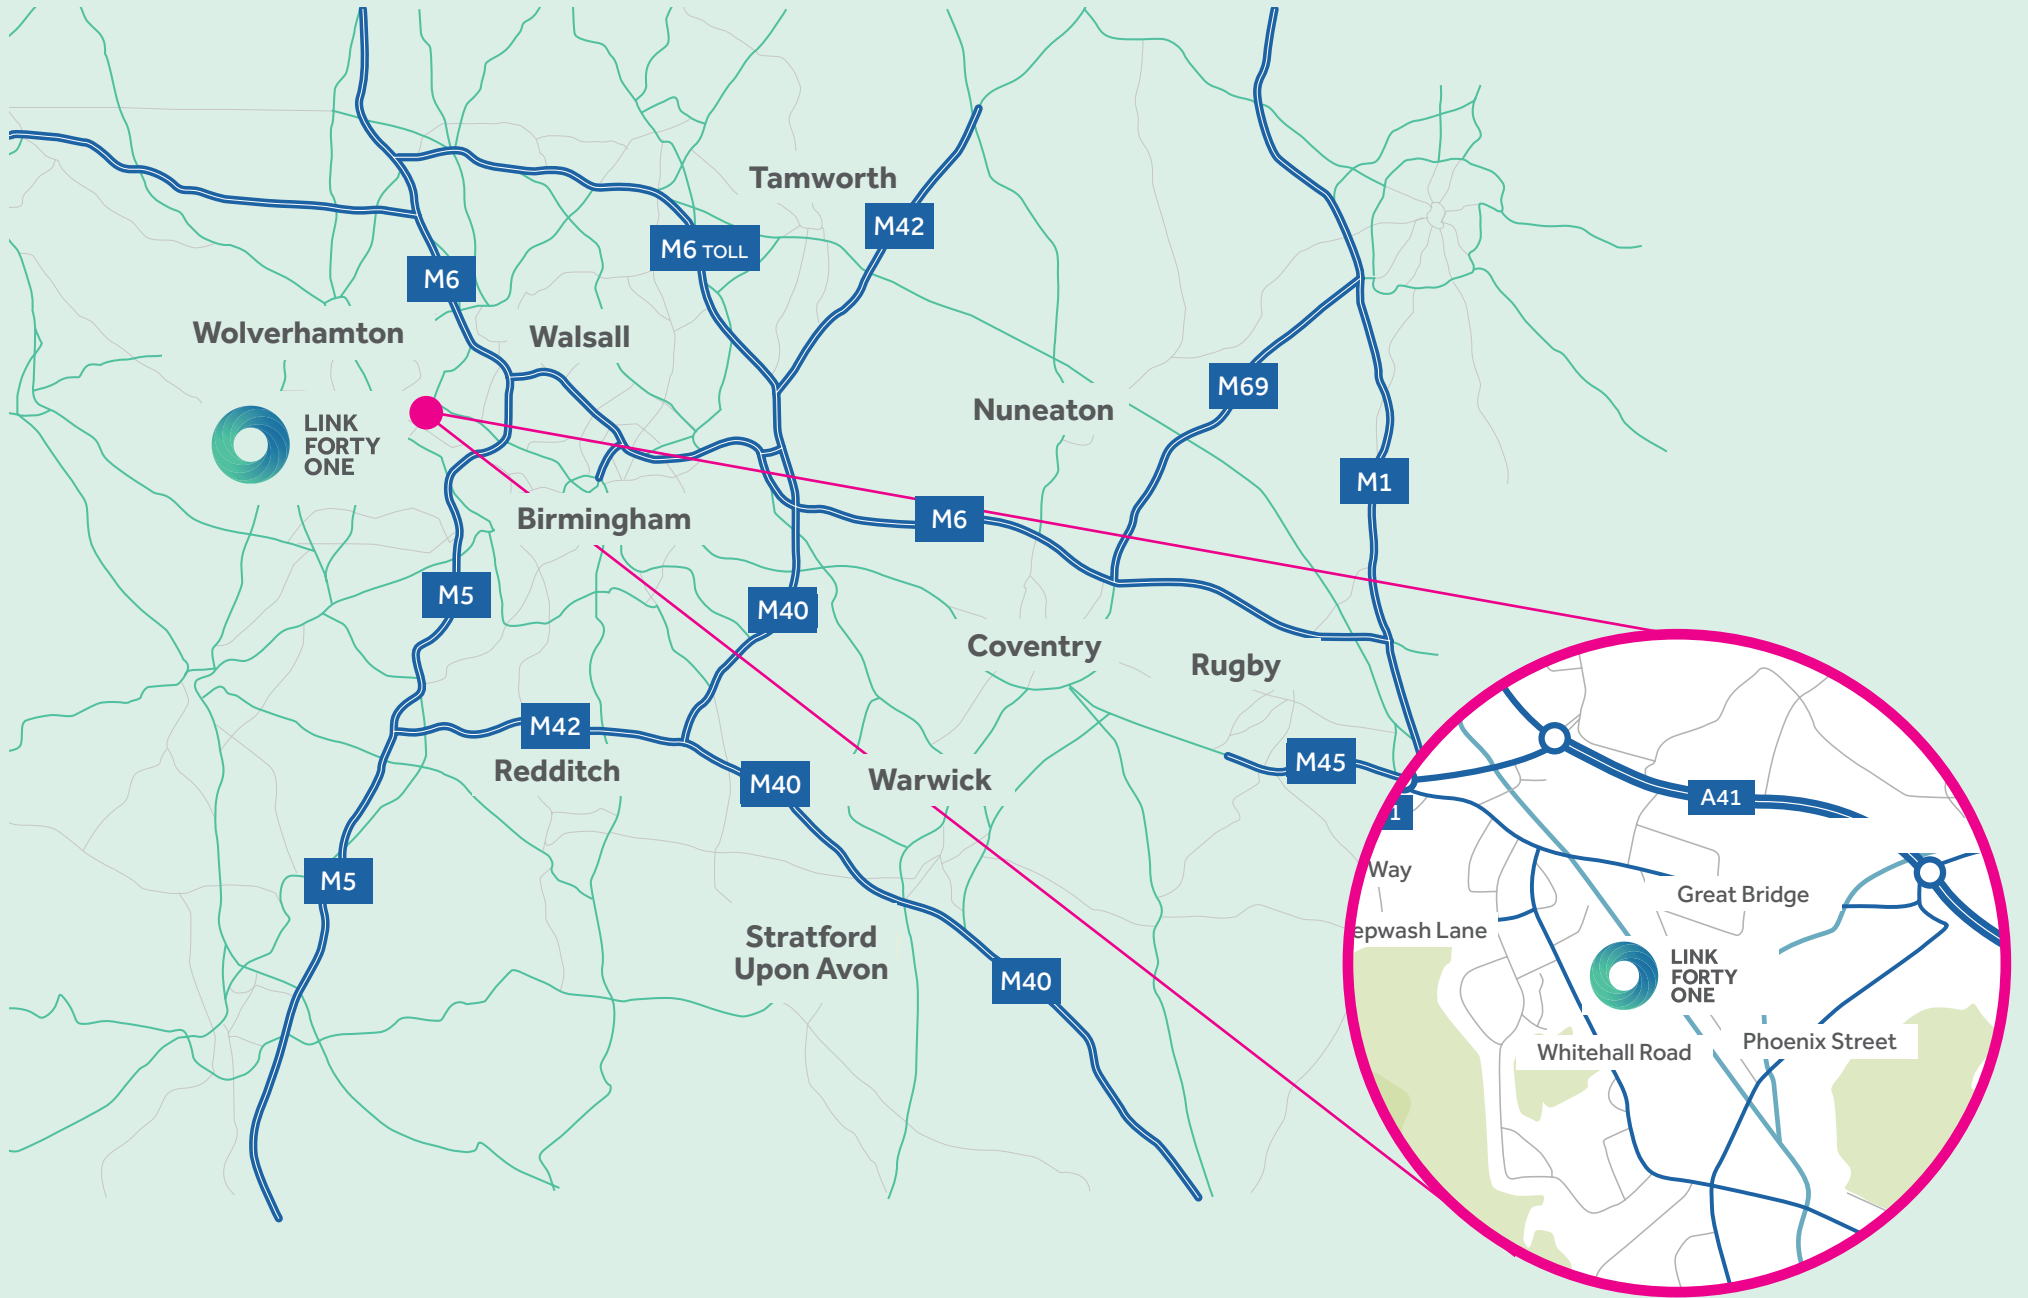 Tamworth
M42
M6 TOLL
M6
Wolverhamton
Walsall
M69
Nuneaton
LINK
FORTY
ONE
M1
Birmingham
M6
M5
M40
Coventry
Rugby
M42
Redditch
M45
M40
Warwick
A41
1
Way
M5
Great Bridge
epwash Lane
Stratford
Upon Avon
LINK
FORTY
ONE
M40
Phoenix Street
Whitehall Road